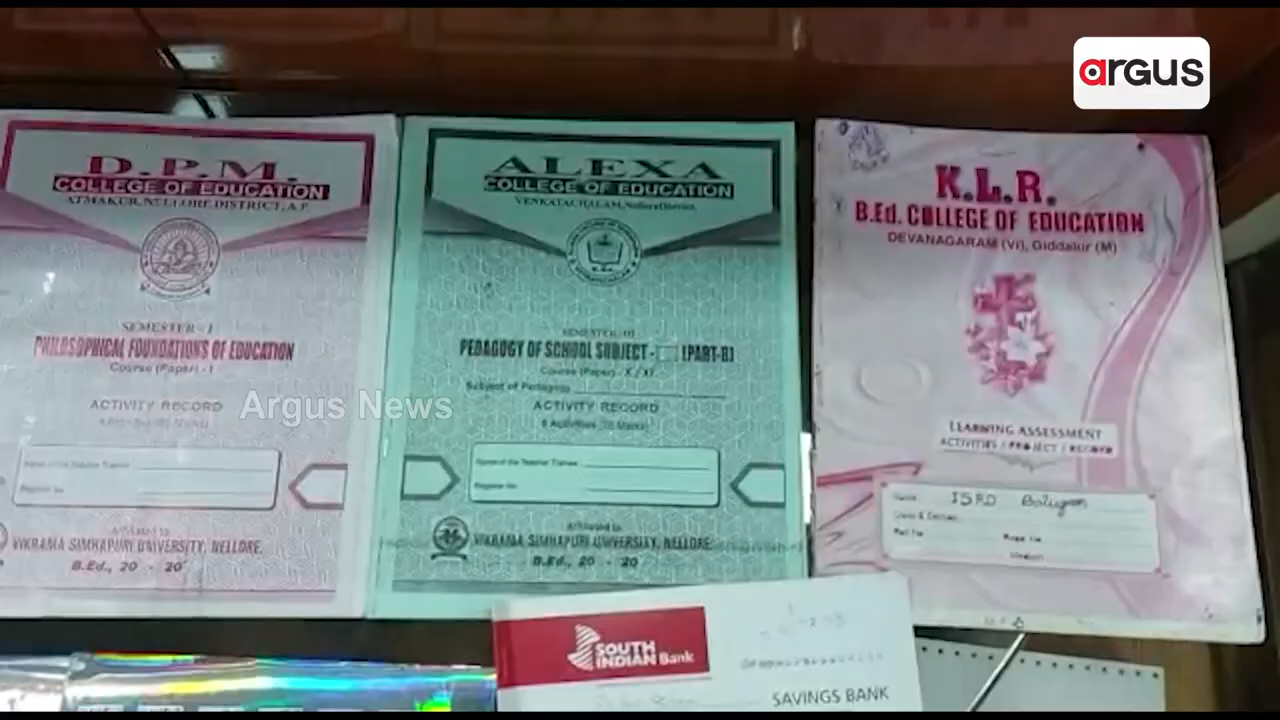 argus
D.P.M.
COLLEGE OF EDUCATION
ATMAKUR, NELLORE DISTRICT, A.P
SEMESTER - I
PHILOSOPHICAL FOUNDATIONS OF EDUCATION
Course (Paper) - I
ACTIVITY RECORD
Register No
Affiliated to
VIKRAMA SIMHAPURI UNIVERSITY, NELLORE.
B.Ed., 20 - 20
ALEXA
COLLEGE OF EDUCATION
VENKATACHALAM, Nellore District.
SEMESTER - III
PEDAGOGY OF SCHOOL SUBJECT - [PART-B]
Course (Paper) - X / XI
Subject of Pedagogy
ACTIVITY RECORD
Name of the Teacher Trainee
Register No
Affiliated to
VIKRAMA SIMHAPURI UNIVERSITY, NELLORE.
B.Ed., 20 - 20
K.L.R.
B.Ed. COLLEGE OF EDUCATION
DEVANAGARAM (Vi), Giddalur (M)
LEARNING ASSESSMENT
ACTIVITIES / PROJECT / RECORD
Name ISRO
Argus News
SOUTH
INDIAN Bank
SAVINGS BANK